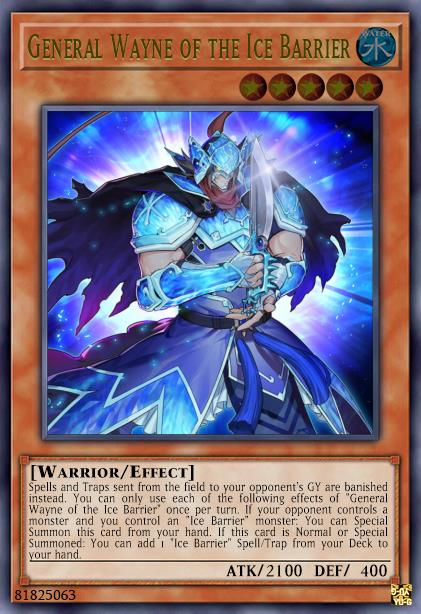 General Wayne of the Ice Barrier
WATER
水
[Warrior/Effect]
Spells and Traps sent from the field to your opponent's GY are banished
instead. You can only use each of the following effects of "General
Wayne of the Ice Barrier" once per turn. If your opponent controls a
monster and you control an "Ice Barrier" monster: You can Special
Summon this card from your hand. If this card is Normal or Special
Summoned: You can add 1 "Ice Barrier" Spell/Trap from your Deck to
your hand.
ATK/2100 DEF/ 400
81825063